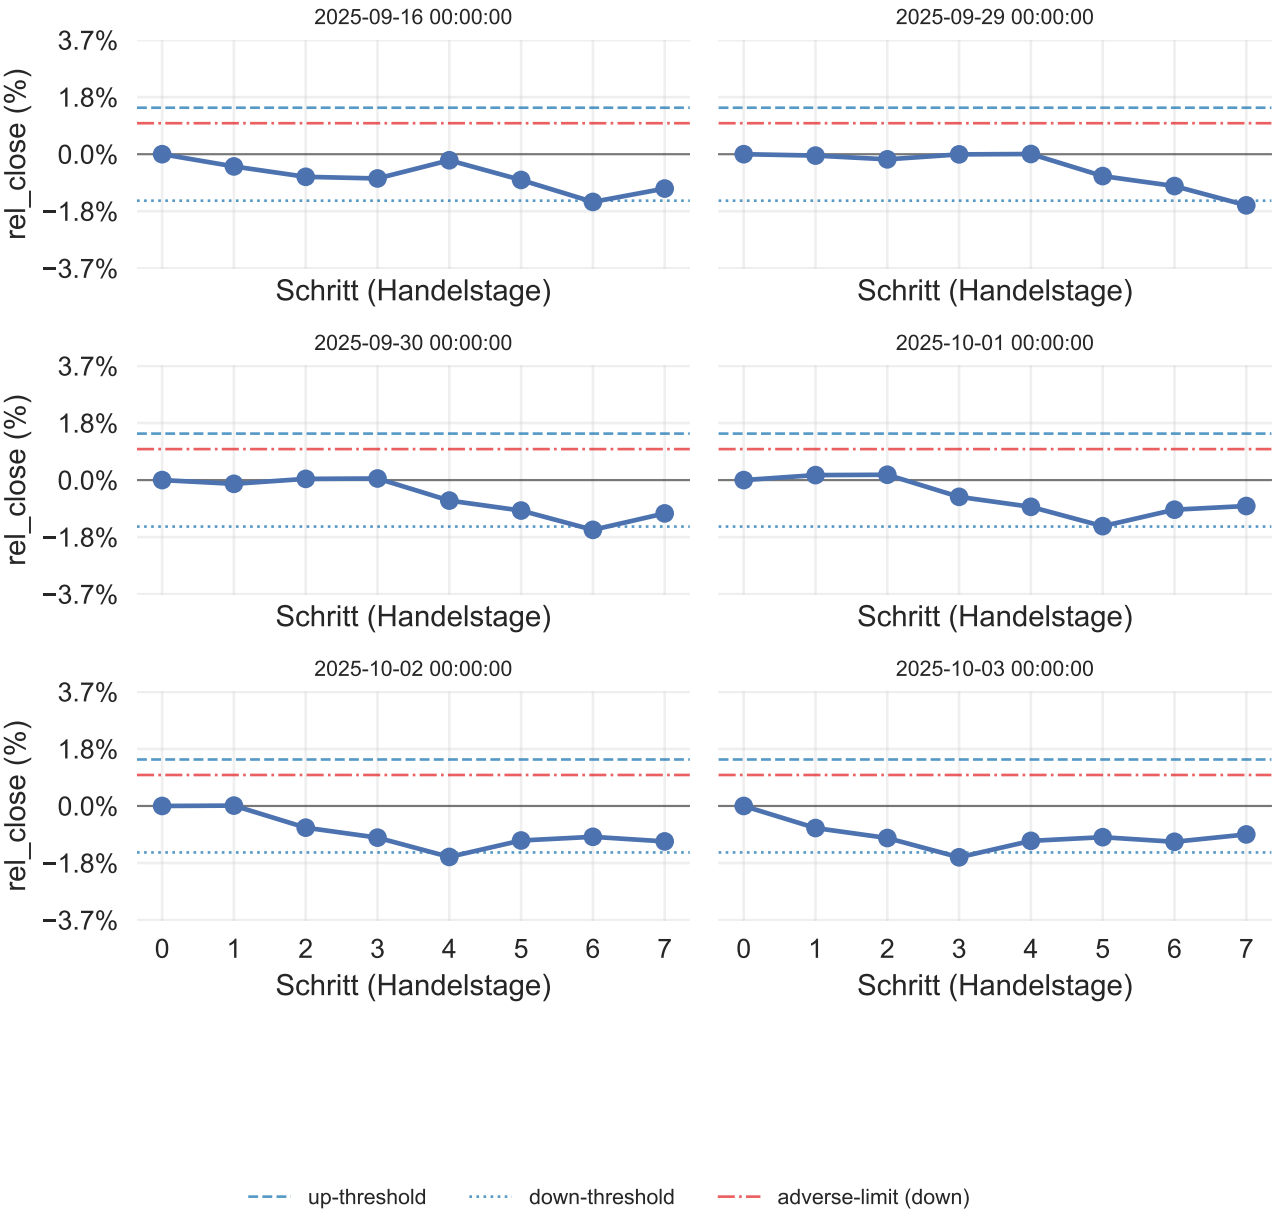 2025-09-16 00:00:00
3.7%
1.8%
0.0%
−1.8%
−3.7%
rel_close (%)
Schritt (Handelstage)
2025-09-29 00:00:00
Schritt (Handelstage)
2025-09-30 00:00:00
3.7%
1.8%
0.0%
−1.8%
−3.7%
rel_close (%)
Schritt (Handelstage)
2025-10-01 00:00:00
Schritt (Handelstage)
2025-10-02 00:00:00
3.7%
1.8%
0.0%
−1.8%
−3.7%
rel_close (%)
0 1 2 3 4 5 6 7
Schritt (Handelstage)
2025-10-03 00:00:00
0 1 2 3 4 5 6 7
Schritt (Handelstage)
up-threshold down-threshold adverse-limit (down)